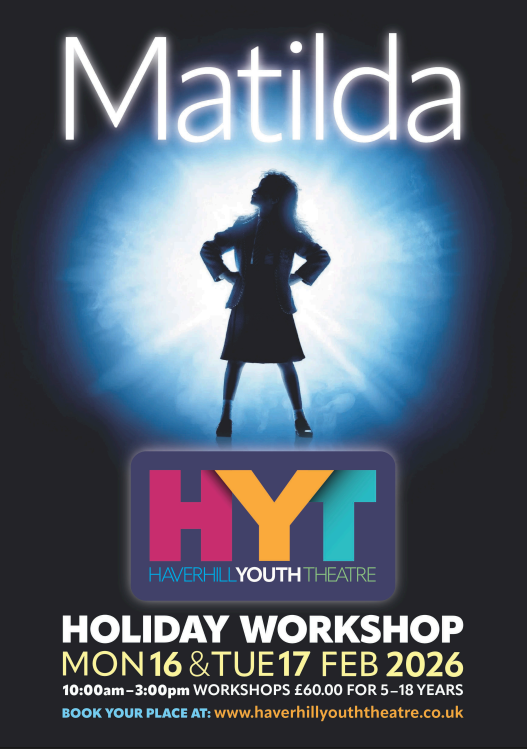 Matilda
HYT
HAVERHILLYOUTHTHEATRE
HOLIDAY WORKSHOP
MON 16 & TUE 17 FEB 2026
10:00am–3:00pm WORKSHOPS £60.00 FOR 5–18 YEARS
BOOK YOUR PLACE AT: www.haverhillyouththeatre.co.uk